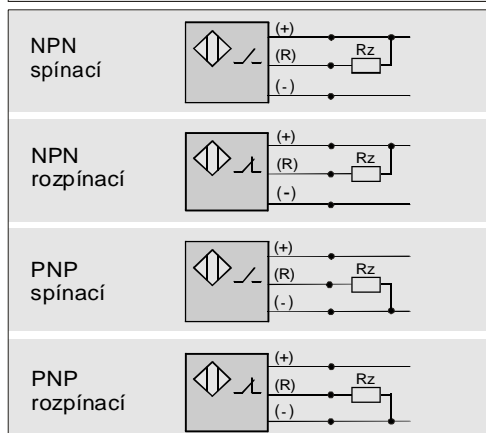 NPN
spínací
(+)
(R)
Rz
(-)
NPN
rozpínací
(+)
(R)
Rz
(-)
PNP
spínací
(+)
(R)
Rz
(-)
PNP
rozpínací
(+)
(R)
Rz
(-)